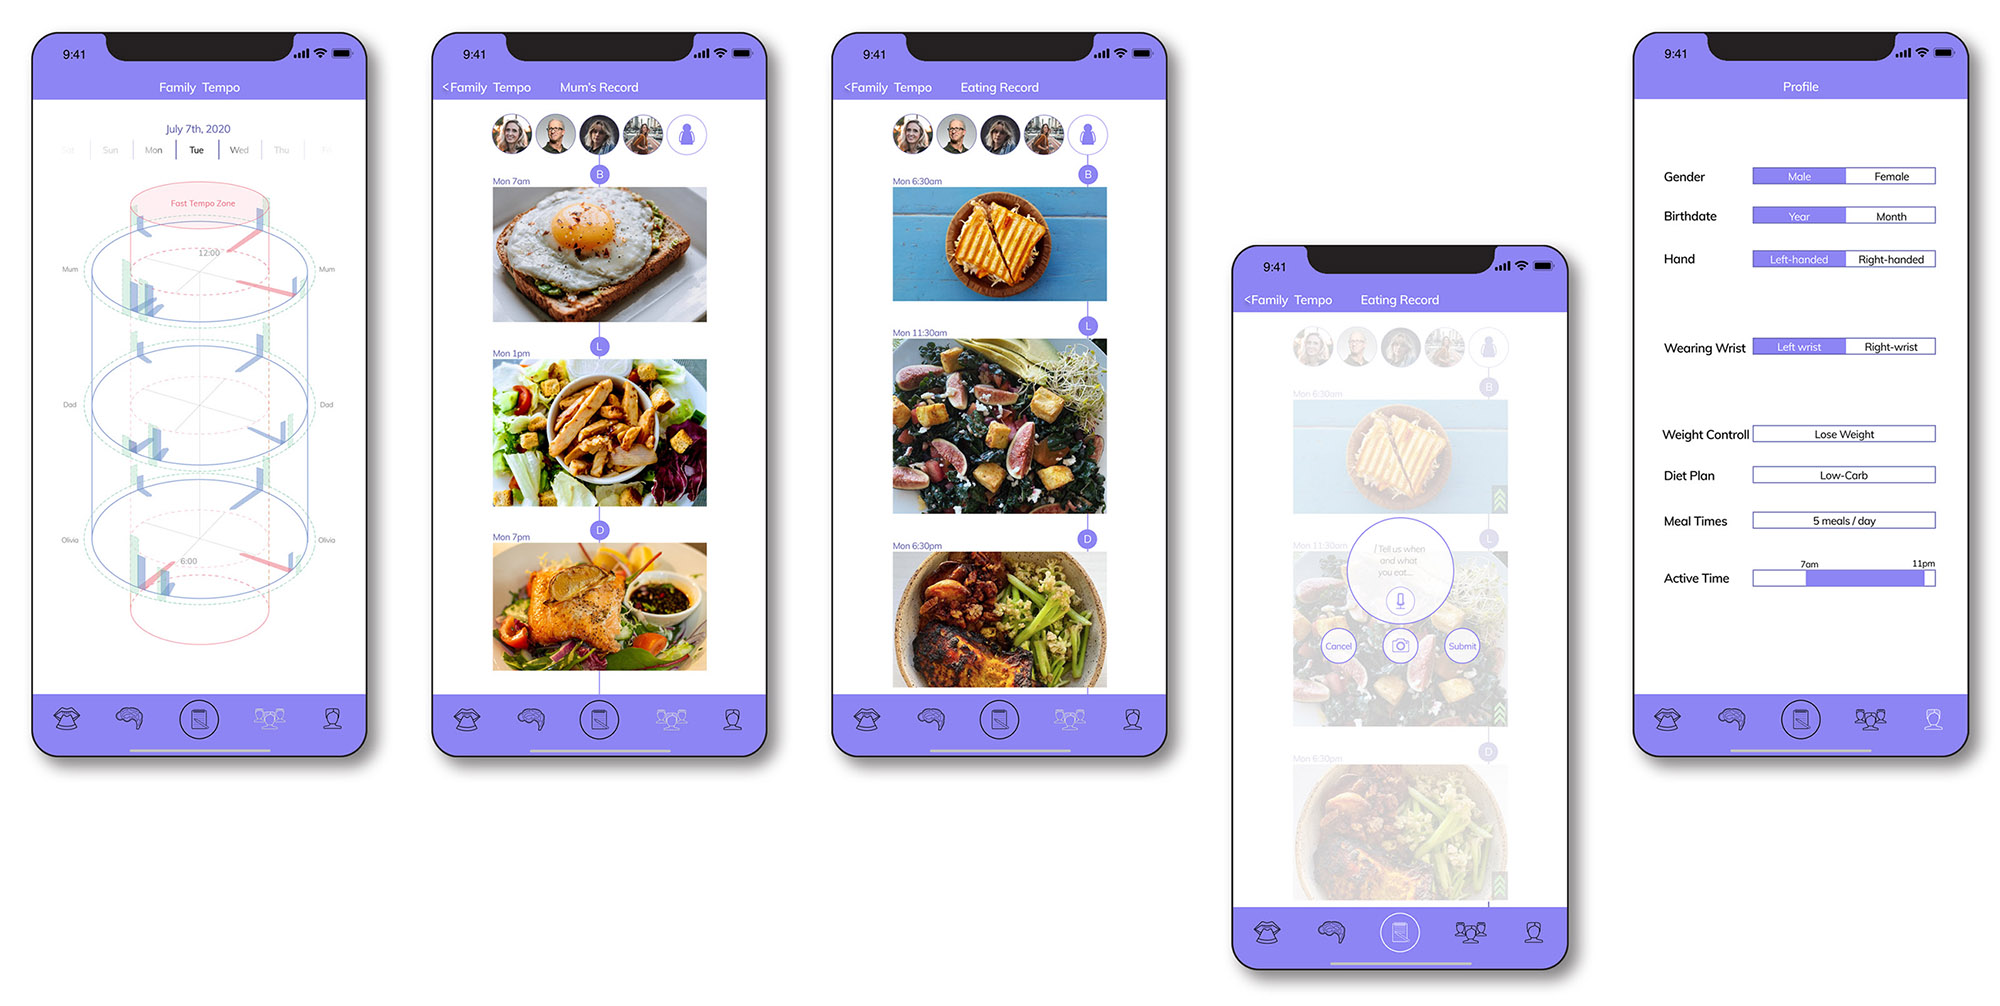 9:41
Family Tempo
July 7th, 2020
Sat Sun Mon Tue Wed Thu Fri
Fast Tempo Zone
12:00
Mum Mum
Dad Dad
Olivia Olivia
6:00
9:41
<Family Tempo Mum's Record
B
Mon 7am
L
Mon 1pm
D
Mon 7pm
9:41
<Family Tempo Eating Record
B
Mon 6:30am
L
Mon 11:30am
D
Mon 6:30pm
9:41
<Family Tempo Eating Record
B
Mon 6:30am
L
Mon 11:30am
/ Tell us when
and what
you eat...
Cancel Submit
D
Mon 6:30pm
9:41
Profile
Gender Male Female
Birthdate Year Month
Hand Left-handed Right-handed
Wearing Wrist Left wrist Right-wrist
Weight Controll Lose Weight
Diet Plan Low-Carb
Meal Times 5 meals / day
7am 11pm
Active Time